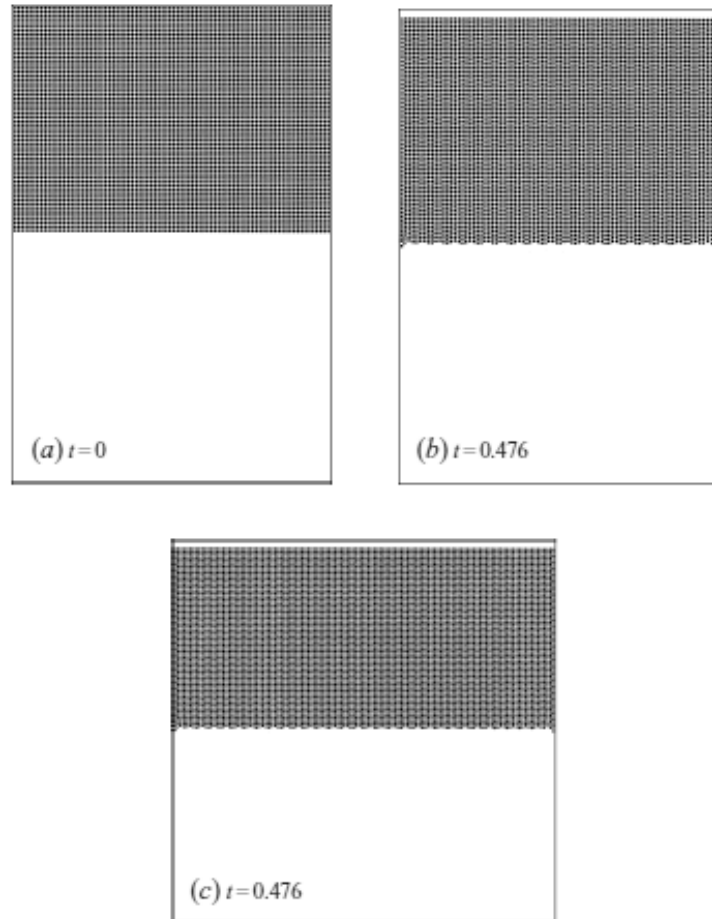 (a) t = 0
(b) t = 0.476
(c) t = 0.476